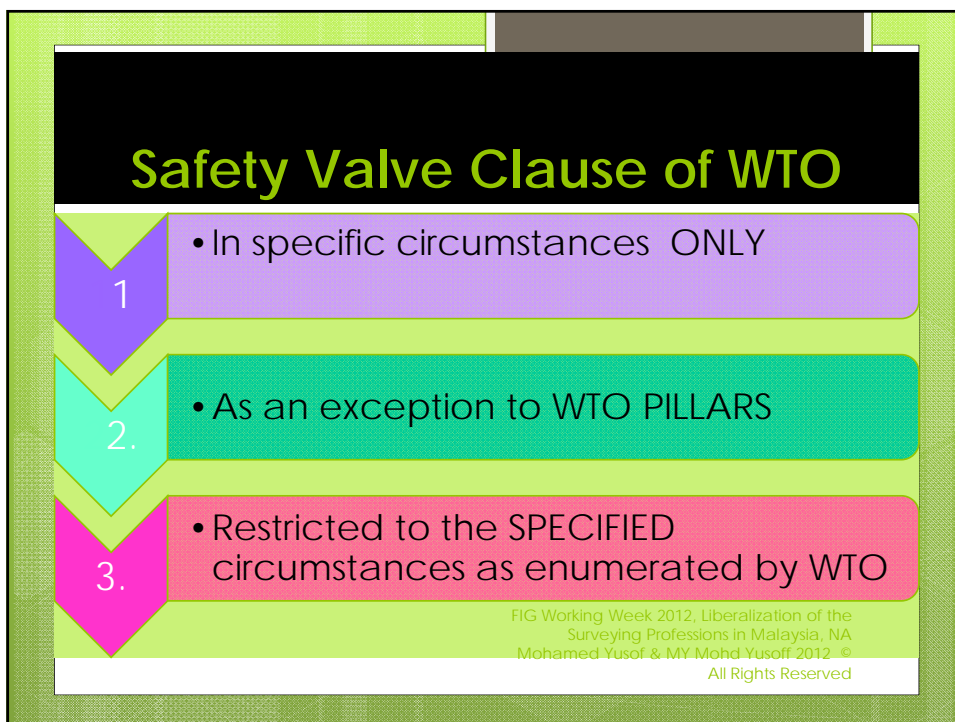 Safety Valve Clause of WTO
1
• In specific circumstances ONLY
2.
• As an exception to WTO PILLARS
3.
• Restricted to the SPECIFIED
circumstances as enumerated by WTO
FIG Working Week 2012, Liberalization of the
Surveying Professions in Malaysia, NA
Mohamed Yusof & MY Mohd Yusoff 2012 ©
All Rights Reserved